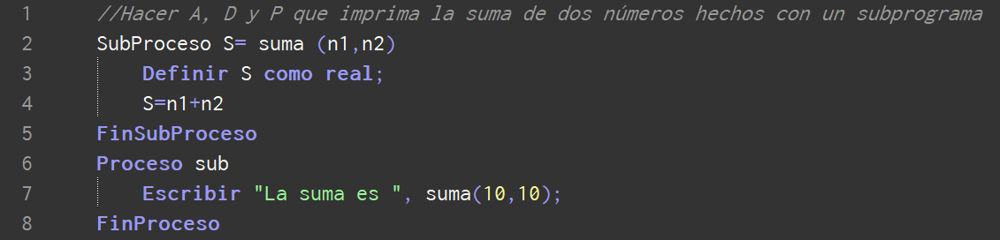 1 //Hacer A, D y P que imprima la suma de dos números hechos con un subprograma
2 SubProceso S= suma (n1,n2)
3 Definir S como real;
4 S=n1+n2
5 FinSubProceso
6 Proceso sub
7 Escribir "La suma es ", suma(10,10);
8 FinProceso